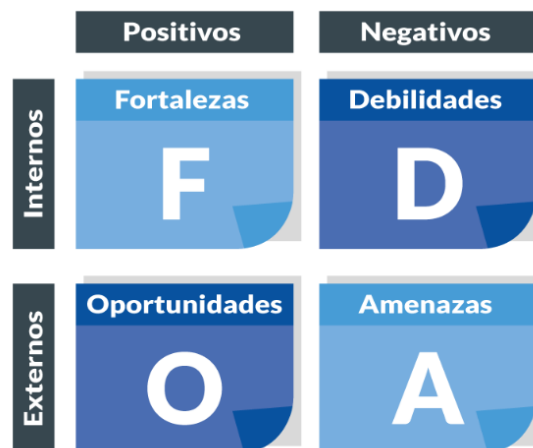 Positivos
Negativos
Internos
Fortalezas
F
Debilidades
D
Externos
Oportunidades
O
Amenazas
A